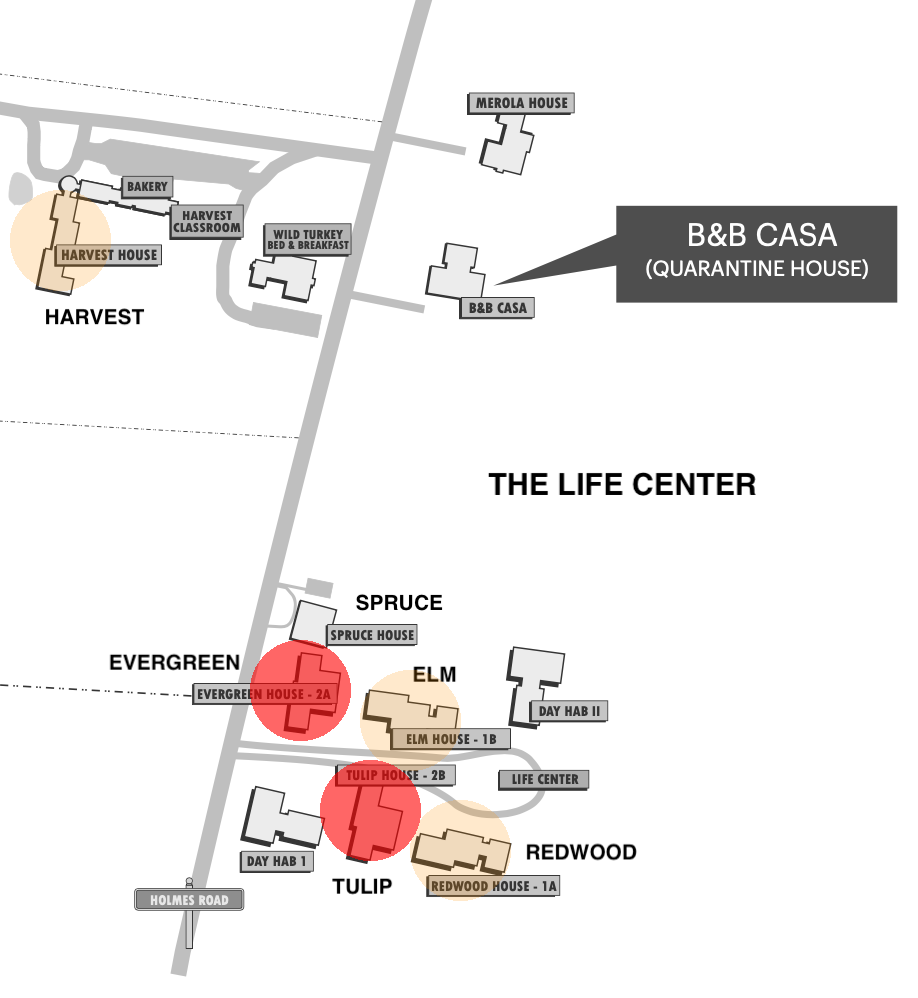 MEROLA HOUSE
BAKERY
HARVEST
CLASSROOM
WILD TURKEY
BED & BREAKFAST
HARVEST HOUSE
B&B CASA
(QUARANTINE HOUSE)
B&B CASA
HARVEST
THE LIFE CENTER
SPRUCE
SPRUCE HOUSE
EVERGREEN
EVERGREEN HOUSE - 2A
ELM
DAY HAB II
ELM HOUSE - 1B
TULIP HOUSE - 2B
LIFE CENTER
DAY HAB 1
REDWOOD
TULIP
REDWOOD HOUSE - 1A
HOLMES ROAD